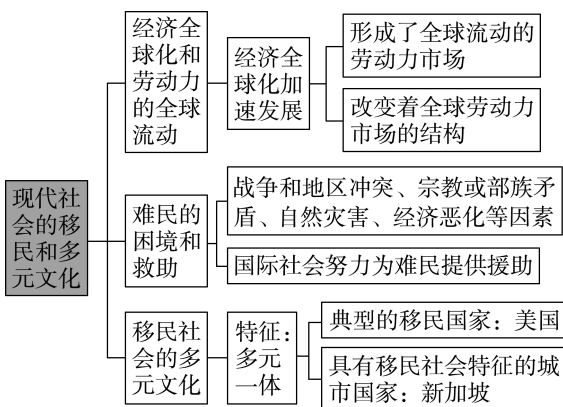 现代社
会的移
民和多
元文化
经济全
球化和
劳动力
的全球
流动
经济全
球化加
速发展
形成了全球流动的
劳动力市场
改变着全球劳动力
市场的结构
难民的
困境和
救助
战争和地区冲突、宗教或部族矛
盾、自然灾害、经济恶化等因素
国际社会努力为难民提供援助
移民社
会的多
元文化
特征：
多元
一体
典型的移民国家：美国
具有移民社会特征的城
市国家：新加坡